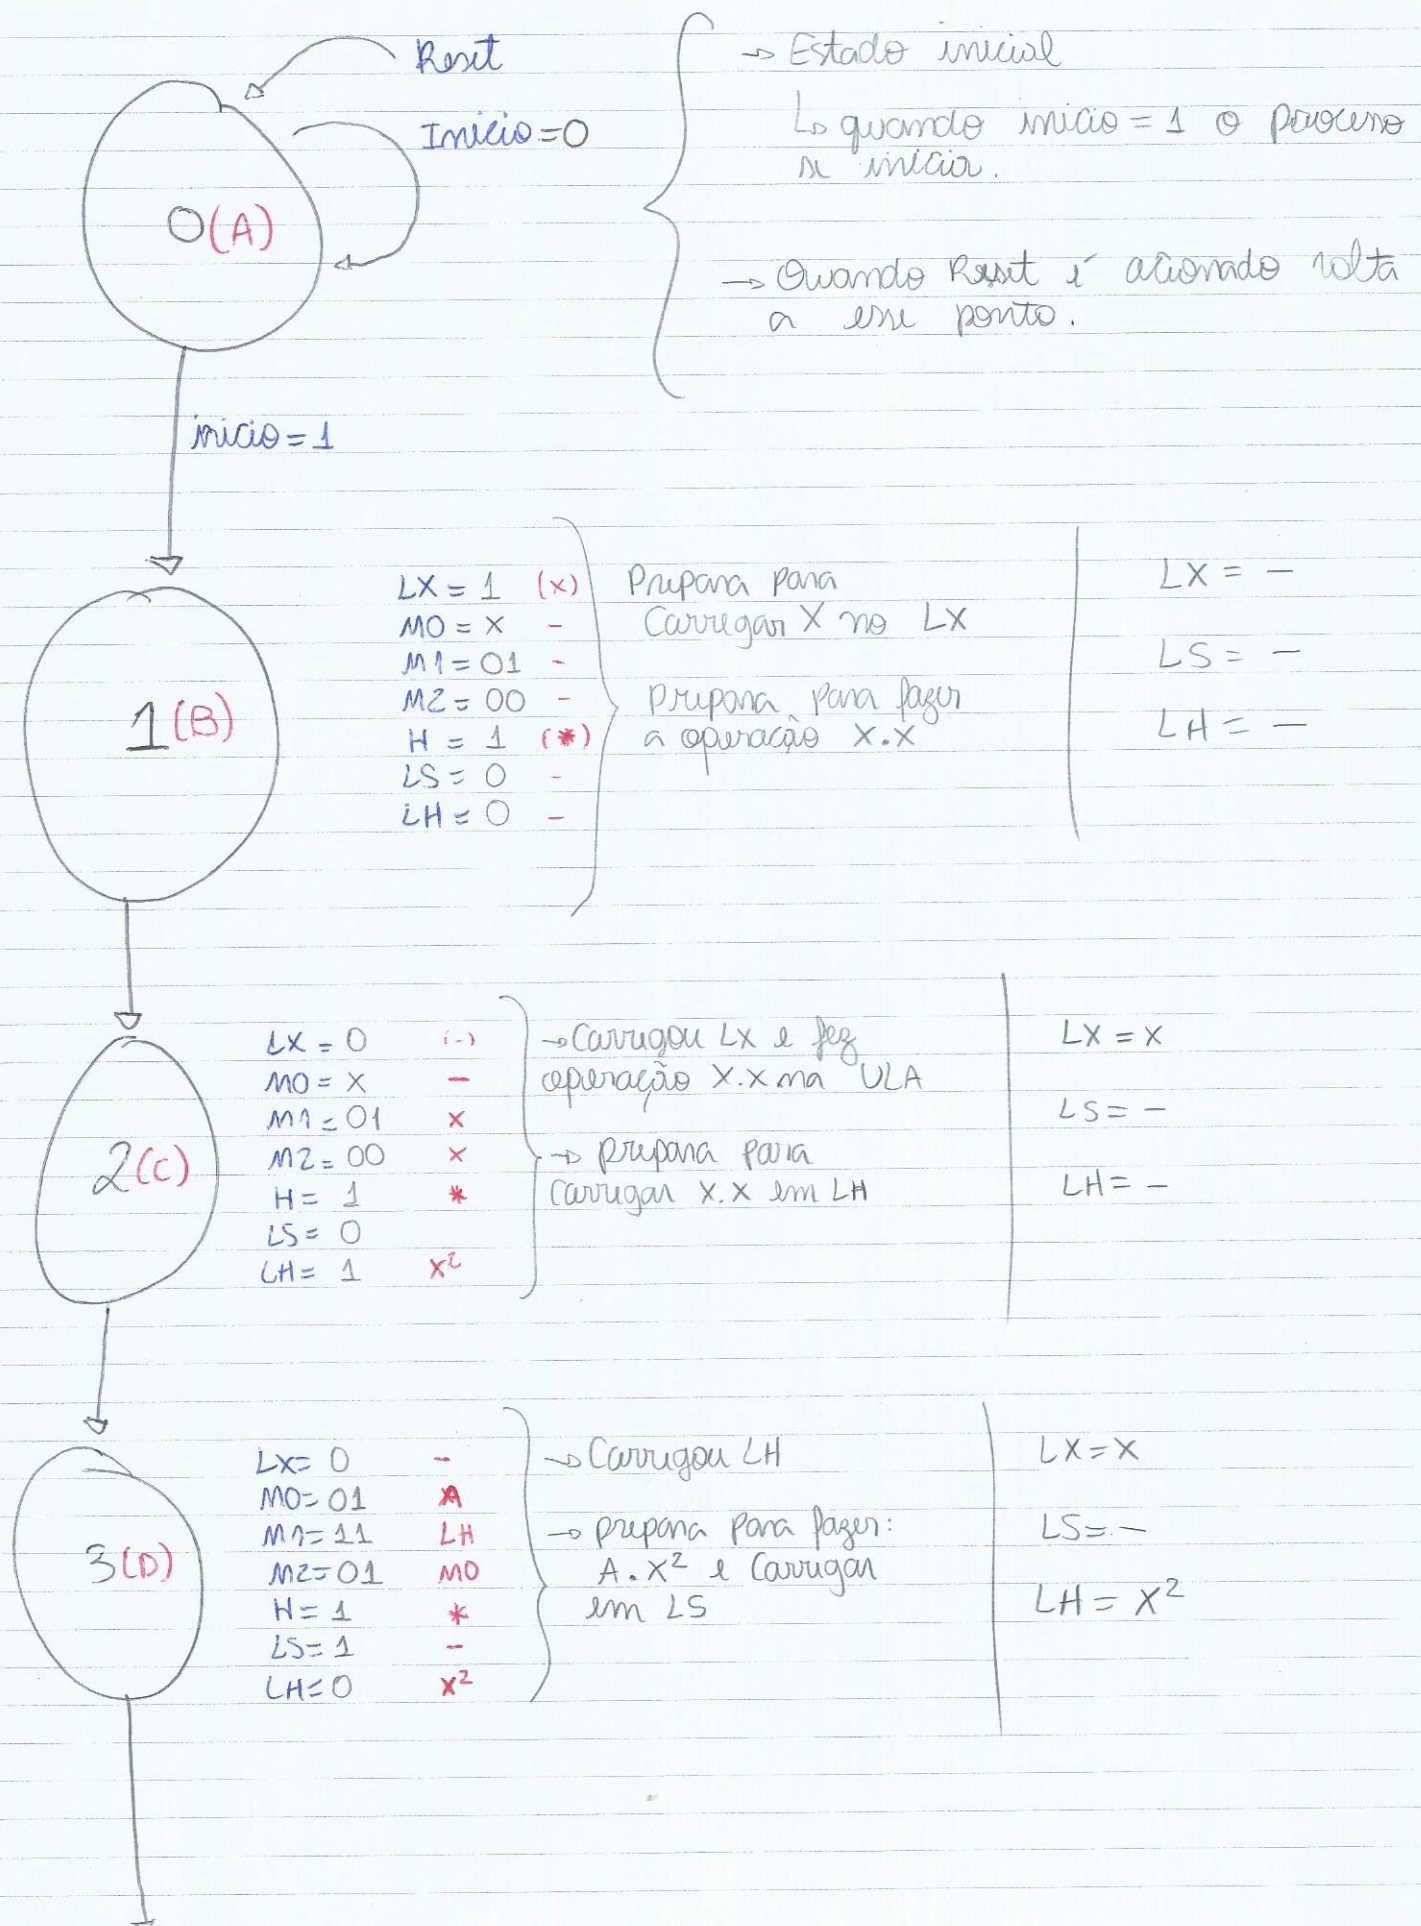 Reset
Início=0
→ Estado inicial
↳ quando inicio = 1 o processo
se inicia.
0(A)
→ Quando Reset é acionado volta
a esse ponto.
inicio = 1
1(B)
LX = 1 (x)
M0 = X -
M1 = 01 -
M2 = 00 -
H = 1 (*)
LS = 0 -
LH = 0 -
Prepara para
Carregar X no LX
prepara para fazer
a operação X.X
LX = -
LS = -
LH = -
2(C)
LX = 0 (-)
M0 = X -
M1 = 01 x
M2 = 00 x
H = 1 *
LS = 0
LH = 1 X²
→ Carregou LX e fez
operação X.X na ULA
→ prepara para
Carregar X.X em LH
LX = X
LS = -
LH = -
3(D)
LX = 0 -
M0 = 01 A
M1 = 11 LH
M2 = 01 M0
H = 1 *
LS = 1 -
LH = 0 X²
→ Carregou LH
→ prepara para fazer:
A.X² e Carregar
em LS
LX = X
LS = -
LH = X²